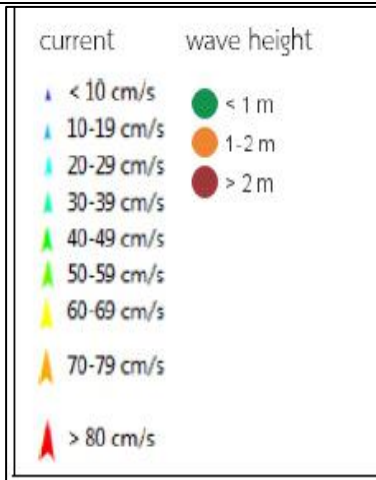 current
< 10 cm/s
10-19 cm/s
20-29 cm/s
30-39 cm/s
40-49 cm/s
50-59 cm/s
60-69 cm/s
70-79 cm/s
> 80 cm/s
wave height
< 1 m
1-2 m
> 2 m